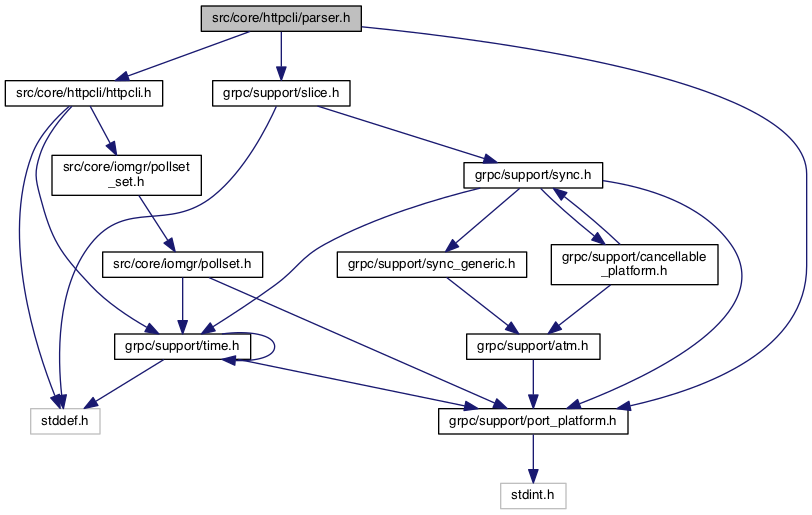 src/core/httpcli/parser.h
src/core/httpcli/httpcli.h
grpc/support/slice.h
src/core/iomgr/pollset
_set.h
grpc/support/sync.h
src/core/iomgr/pollset.h
grpc/support/sync_generic.h
grpc/support/cancellable
_platform.h
grpc/support/time.h
grpc/support/atm.h
stddef.h
grpc/support/port_platform.h
stdint.h